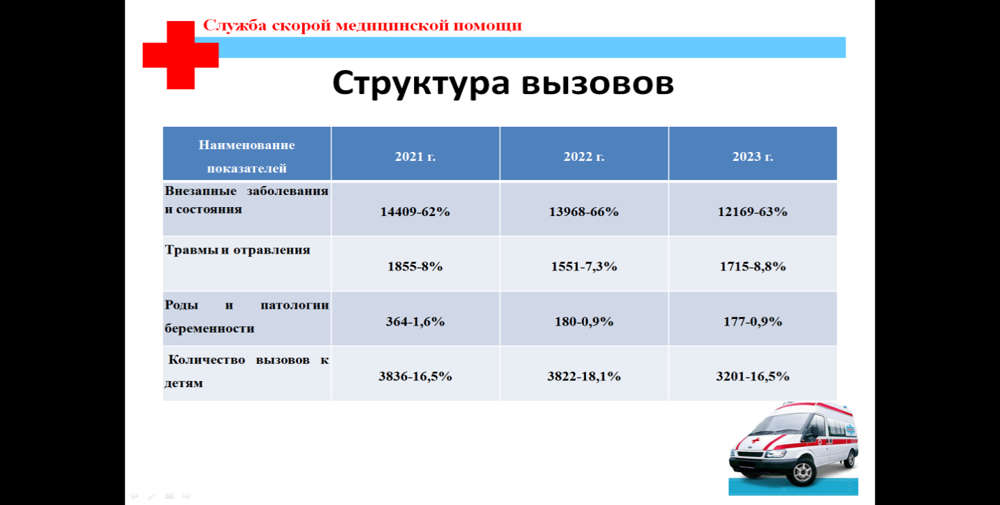 Служба скорой медицинской помощи
Структура вызовов
Наименование
показателей
2021 г.
2022 г.
2023 г.
Внезапные заболевания
и состояния
14409-62%
13968-66%
12169-63%
Травмы и отравления
1855-8%
1551-7,3%
1715-8,8%
Роды и патологии
беременности
364-1,6%
180-0,9%
177-0,9%
Количество вызовов к
детям
3836-16,5%
3822-18,1%
3201-16,5%